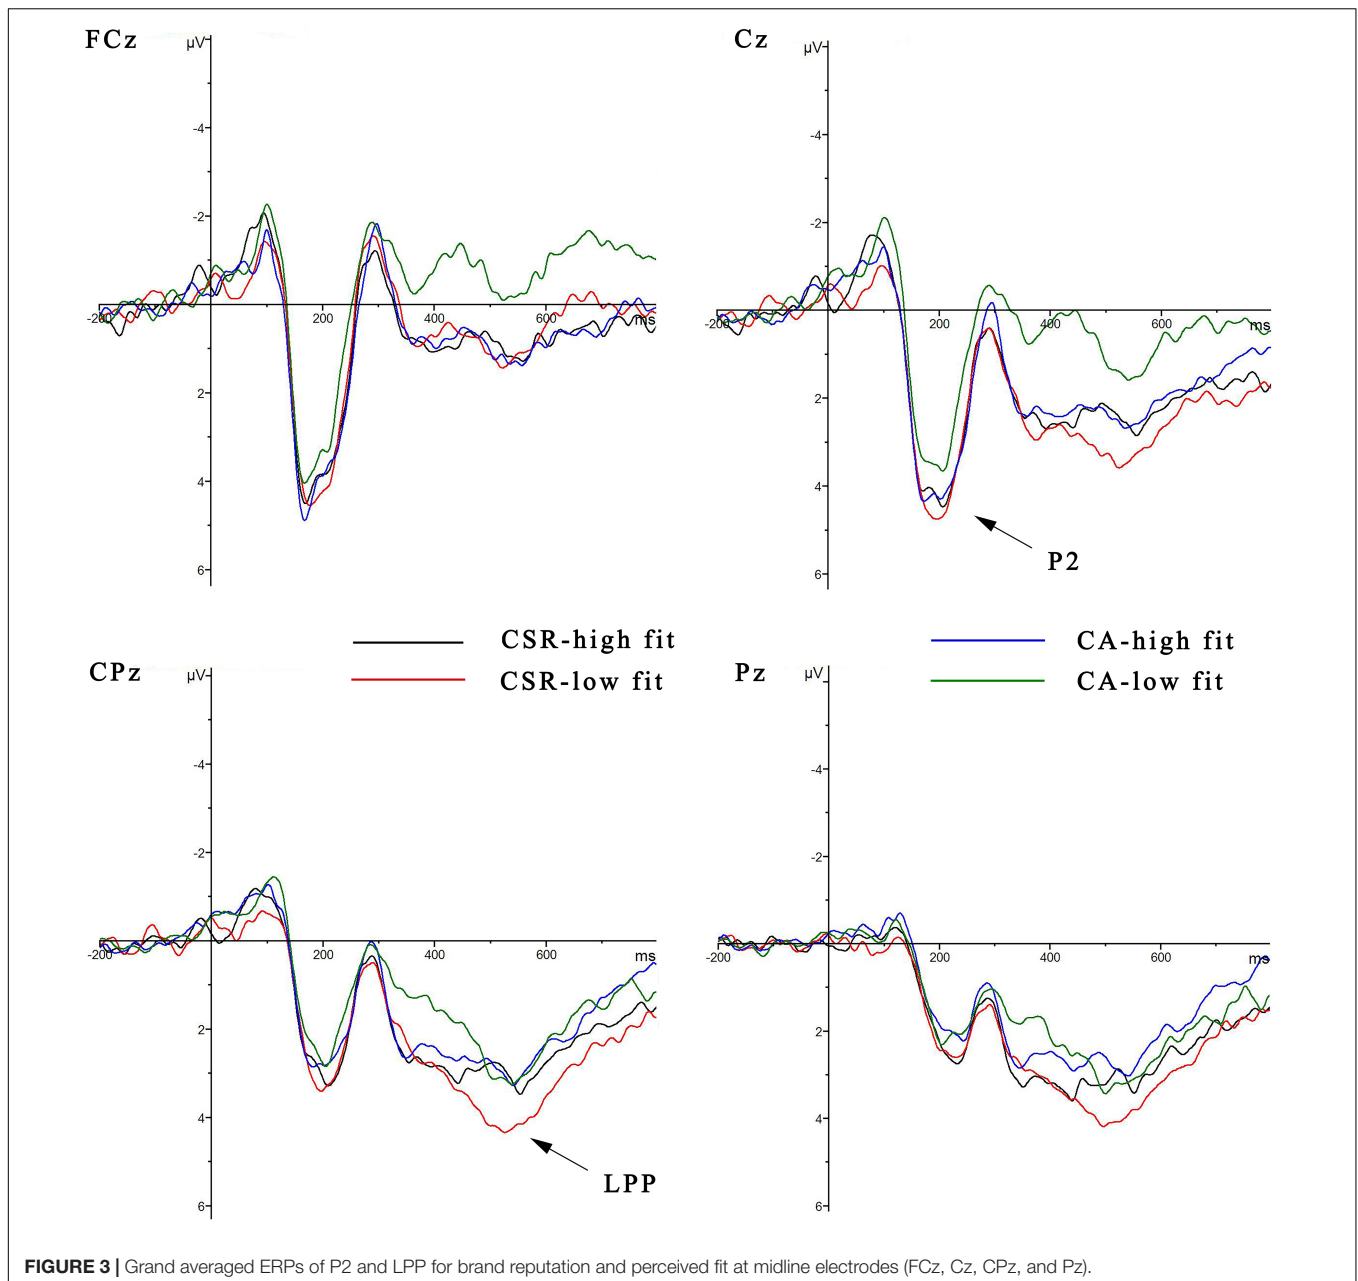 FCz
µV
-4
-2
-200
200
400
600
ms
2
4
6
Cz
µV
-4
-2
-200
200
400
600
ms
2
4
6
P2
CSR-high fit
CSR-low fit
CA-high fit
CA-low fit
CPz
µV
-4
-2
-200
200
400
600
ms
2
4
6
LPP
Pz
µV
-4
-2
-200
200
400
600
ms
2
4
6
FIGURE 3 | Grand averaged ERPs of P2 and LPP for brand reputation and perceived fit at midline electrodes (FCz, Cz, CPz, and Pz).